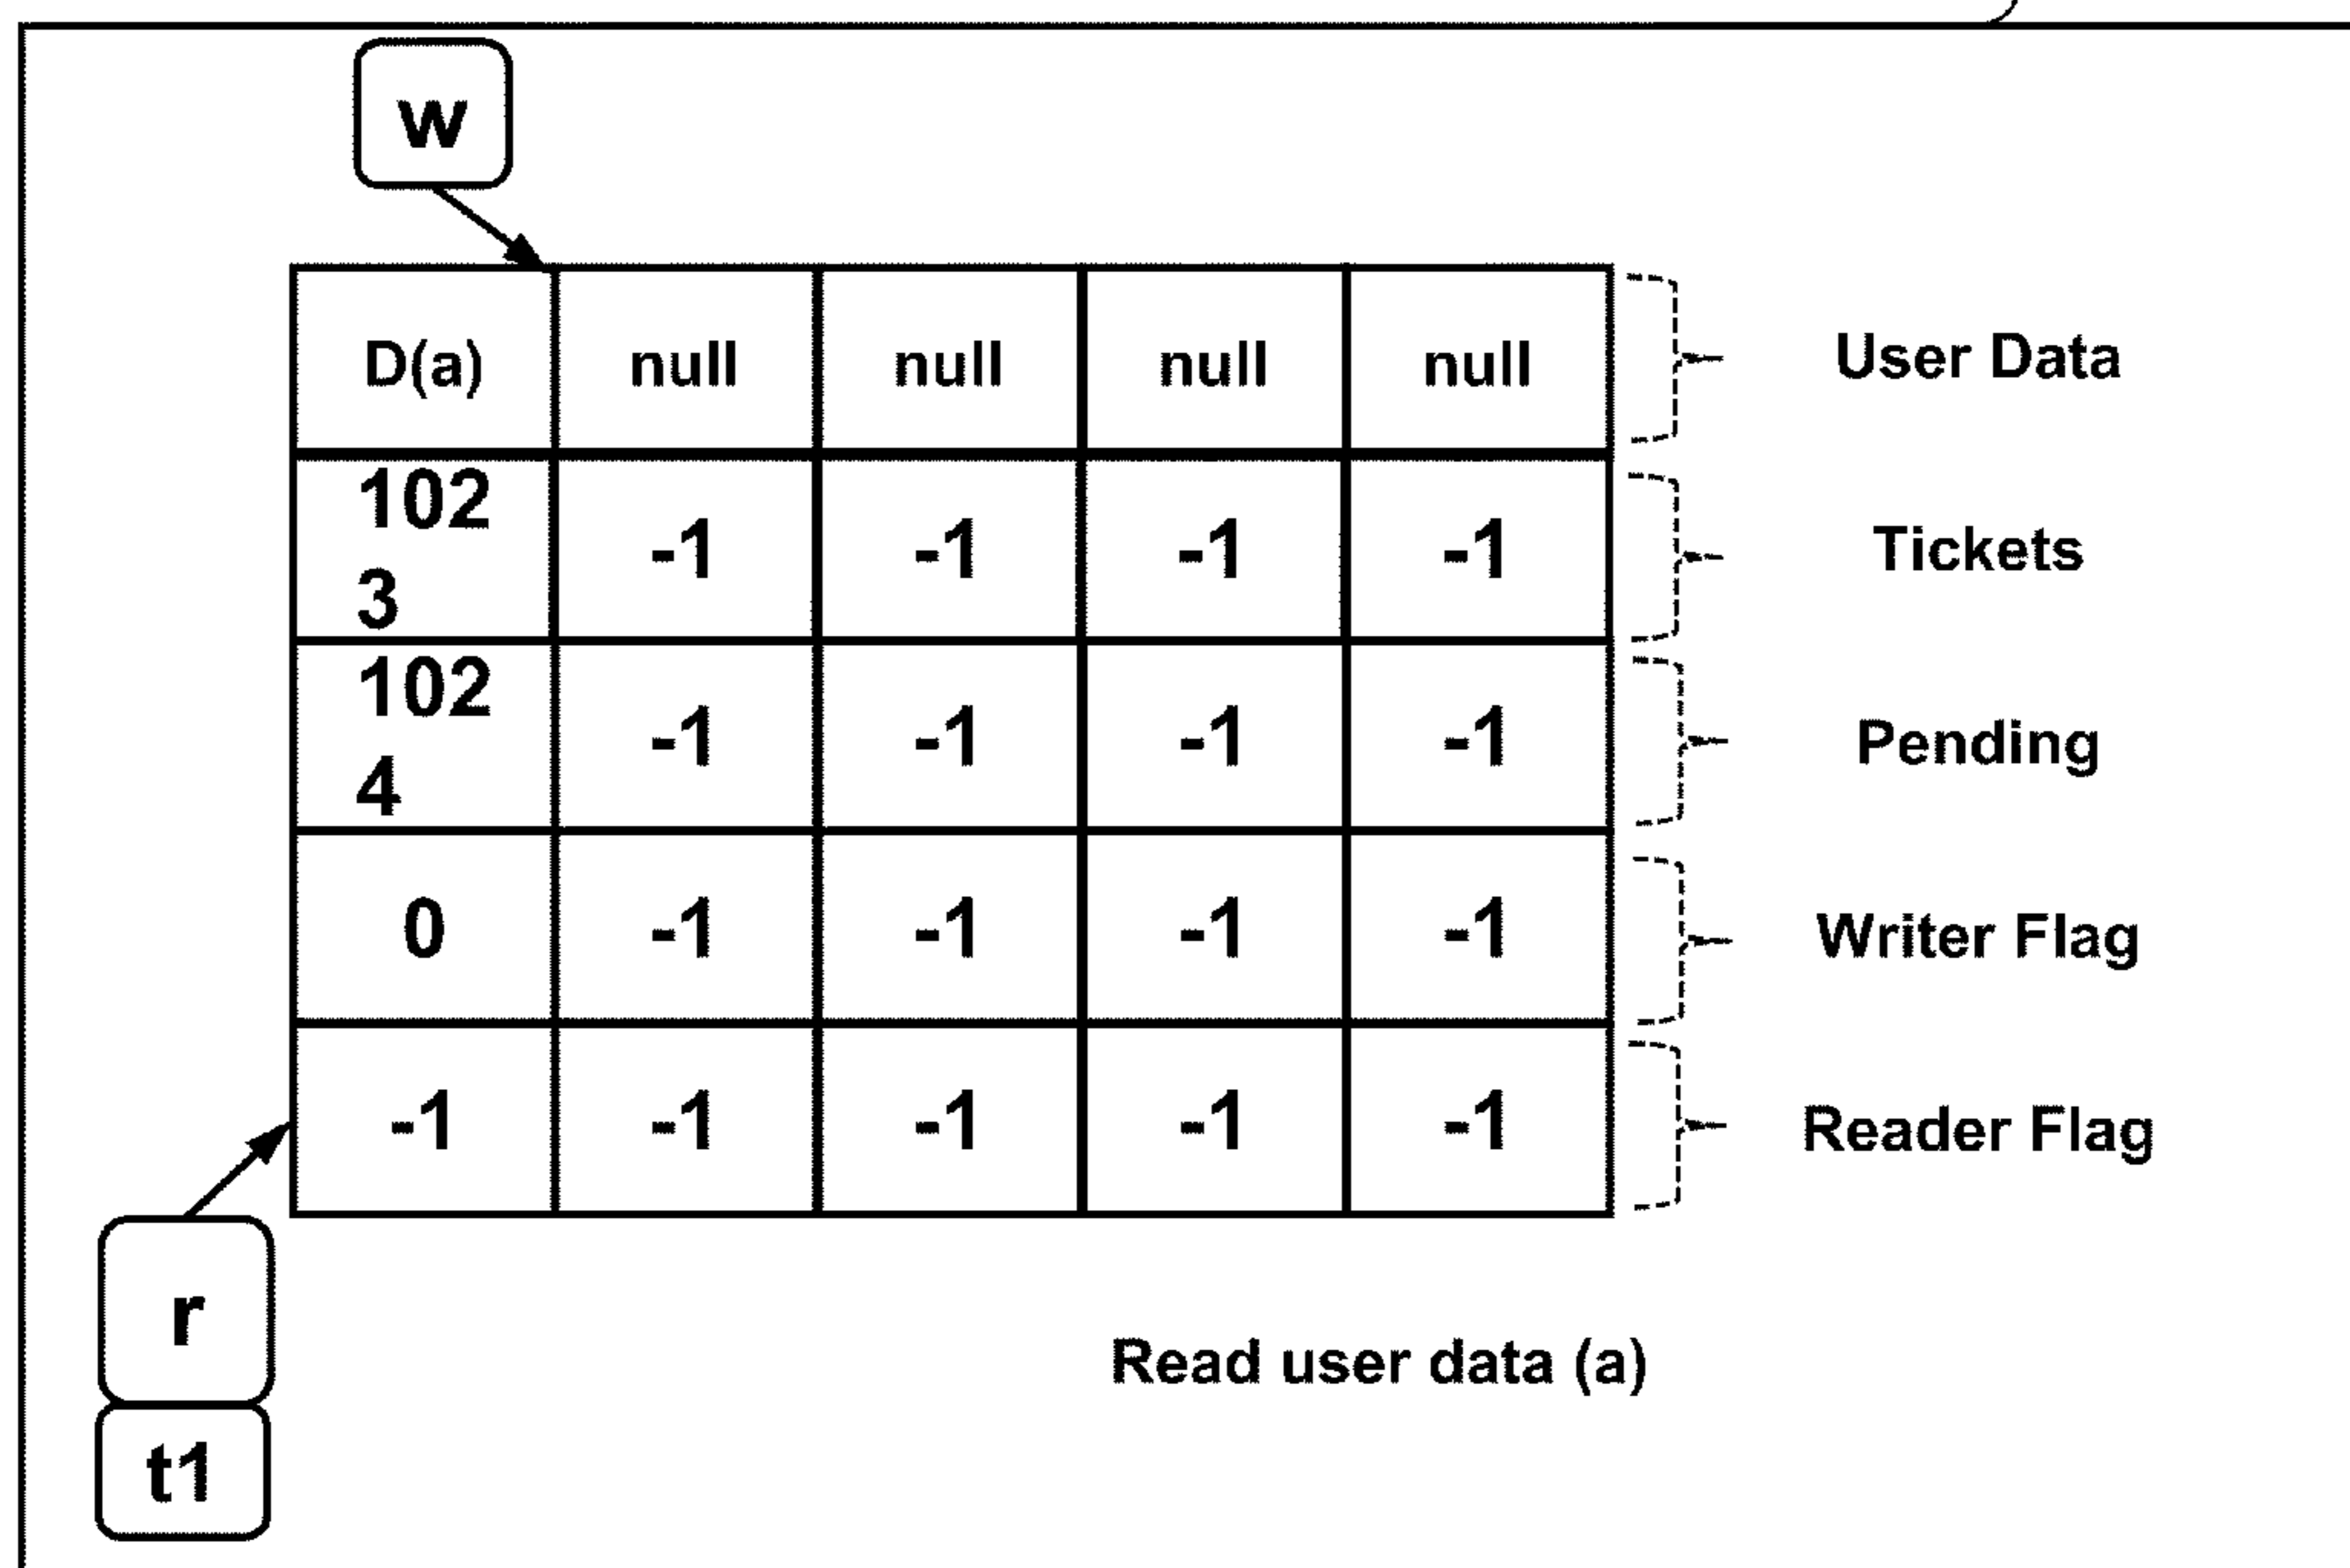 w
D(a) null null null null User Data
102
3 -1 -1 -1 -1 Tickets
102
4 -1 -1 -1 -1 Pending
0 -1 -1 -1 -1 Writer Flag
-1 -1 -1 -1 -1 Reader Flag
r
Read user data (a)
t1